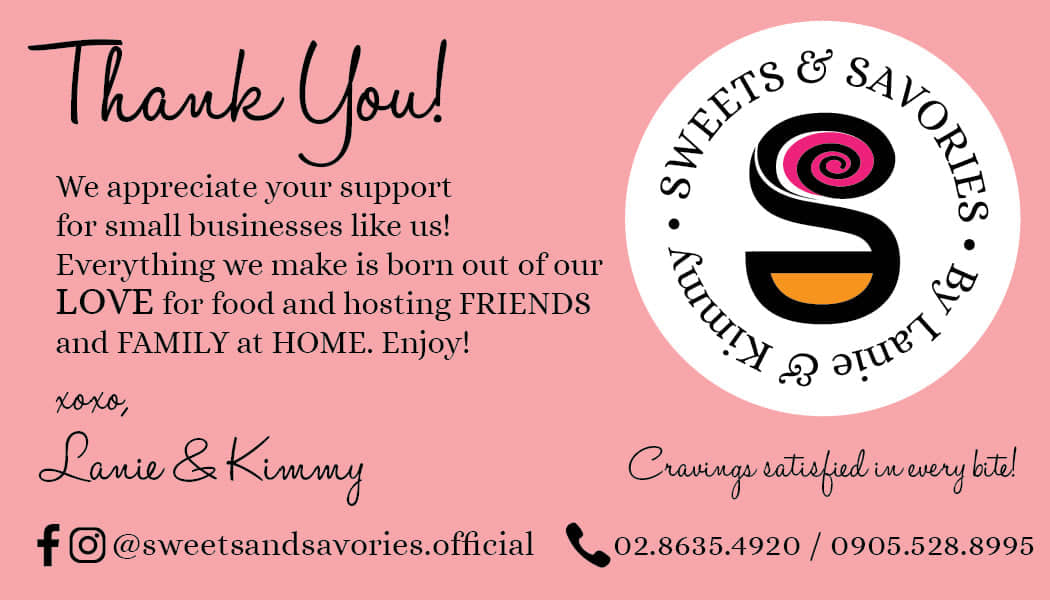 Thank You!
We appreciate your support
for small businesses like us!
Everything we make is born out of our
LOVE for food and hosting FRIENDS
and FAMILY at HOME. Enjoy!
xoxo,
Lanie & Kimmy
@sweetsandsavories.official
SWEETS & SAVORIES • By Lanie & Kimmy •
Cravings satisfied in every bite!
02.8635.4920 / 0905.528.8995